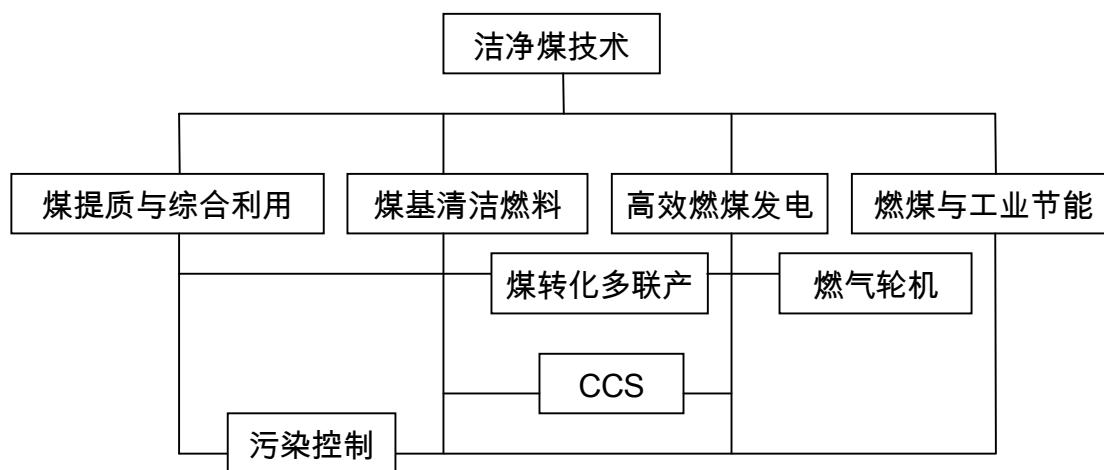 洁净煤技术
煤提质与综合利用
煤基清洁燃料
高效燃煤发电
燃煤与工业节能
煤转化多联产
燃气轮机
CCS
污染控制